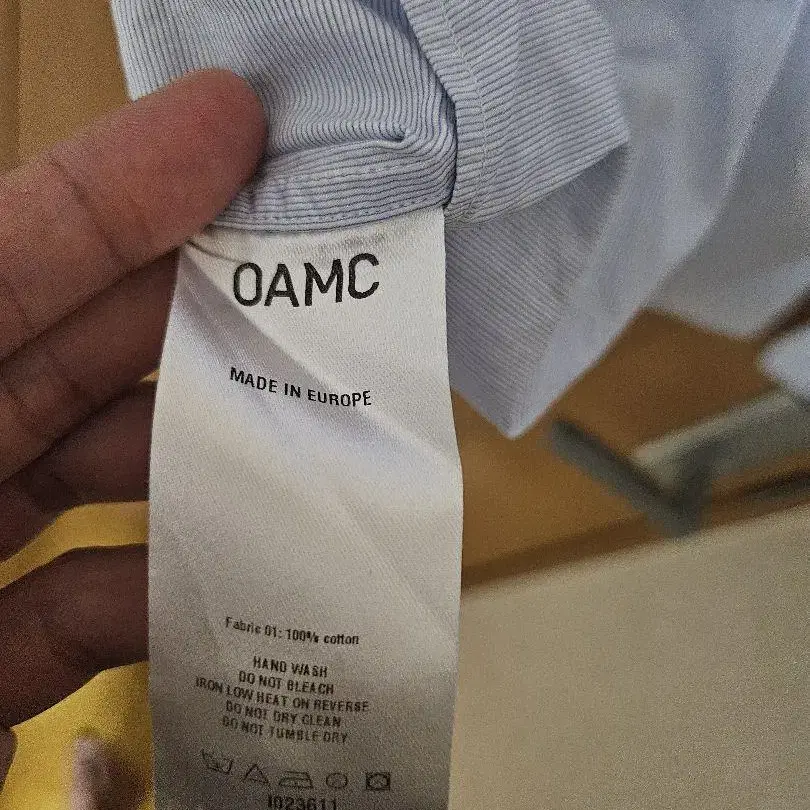 OAMC
MADE IN EUROPE
Fabric 01: 100% cotton
HAND WASH
DO NOT BLEACH
IRON LOW HEAT ON REVERSE
DO NOT DRY CLEAN
DO NOT TUMBLE DRY
I023611